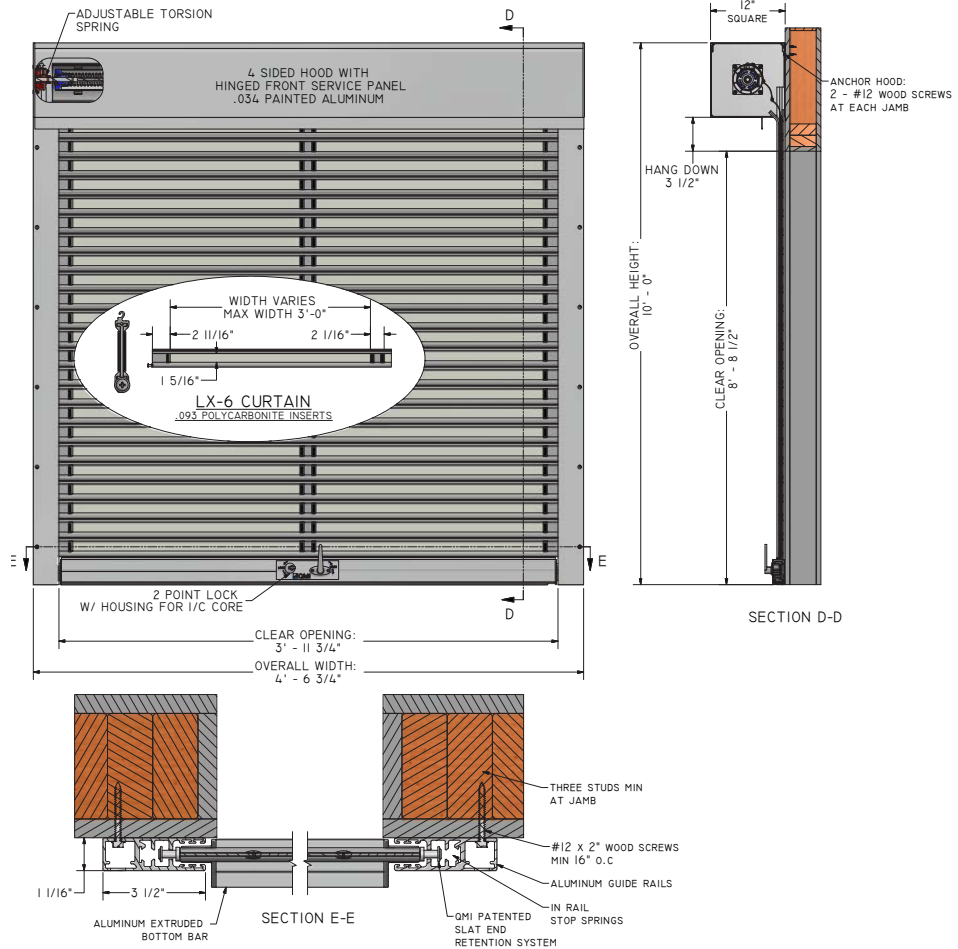 ADJUSTABLE TORSION
SPRING
D
4 SIDED HOOD WITH
HINGED FRONT SERVICE PANEL
.034 PAINTED ALUMINUM
12"
SQUARE
ANCHOR HOOD:
2 - #12 WOOD SCREWS
AT EACH JAMB
HANG DOWN
3 1/2"
OVERALL HEIGHT:
10' - 0"
CLEAR OPENING:
8' - 8 1/2"
WIDTH VARIES
MAX WIDTH 3'-0"
2 11/16"
2 1/16"
1 5/16"
LX-6 CURTAIN
.093 POLYCARBONITE INSERTS
E
E
2 POINT LOCK
W/ HOUSING FOR I/C CORE
D
SECTION D-D
CLEAR OPENING:
3' - 11 3/4"
OVERALL WIDTH:
4' - 6 3/4"
THREE STUDS MIN
AT JAMB
#12 X 2" WOOD SCREWS
MIN 16" O.C
ALUMINUM GUIDE RAILS
IN RAIL
STOP SPRINGS
QMI PATENTED
SLAT END
RETENTION SYSTEM
1 1/16"
3 1/2"
ALUMINUM EXTRUDED
BOTTOM BAR
SECTION E-E